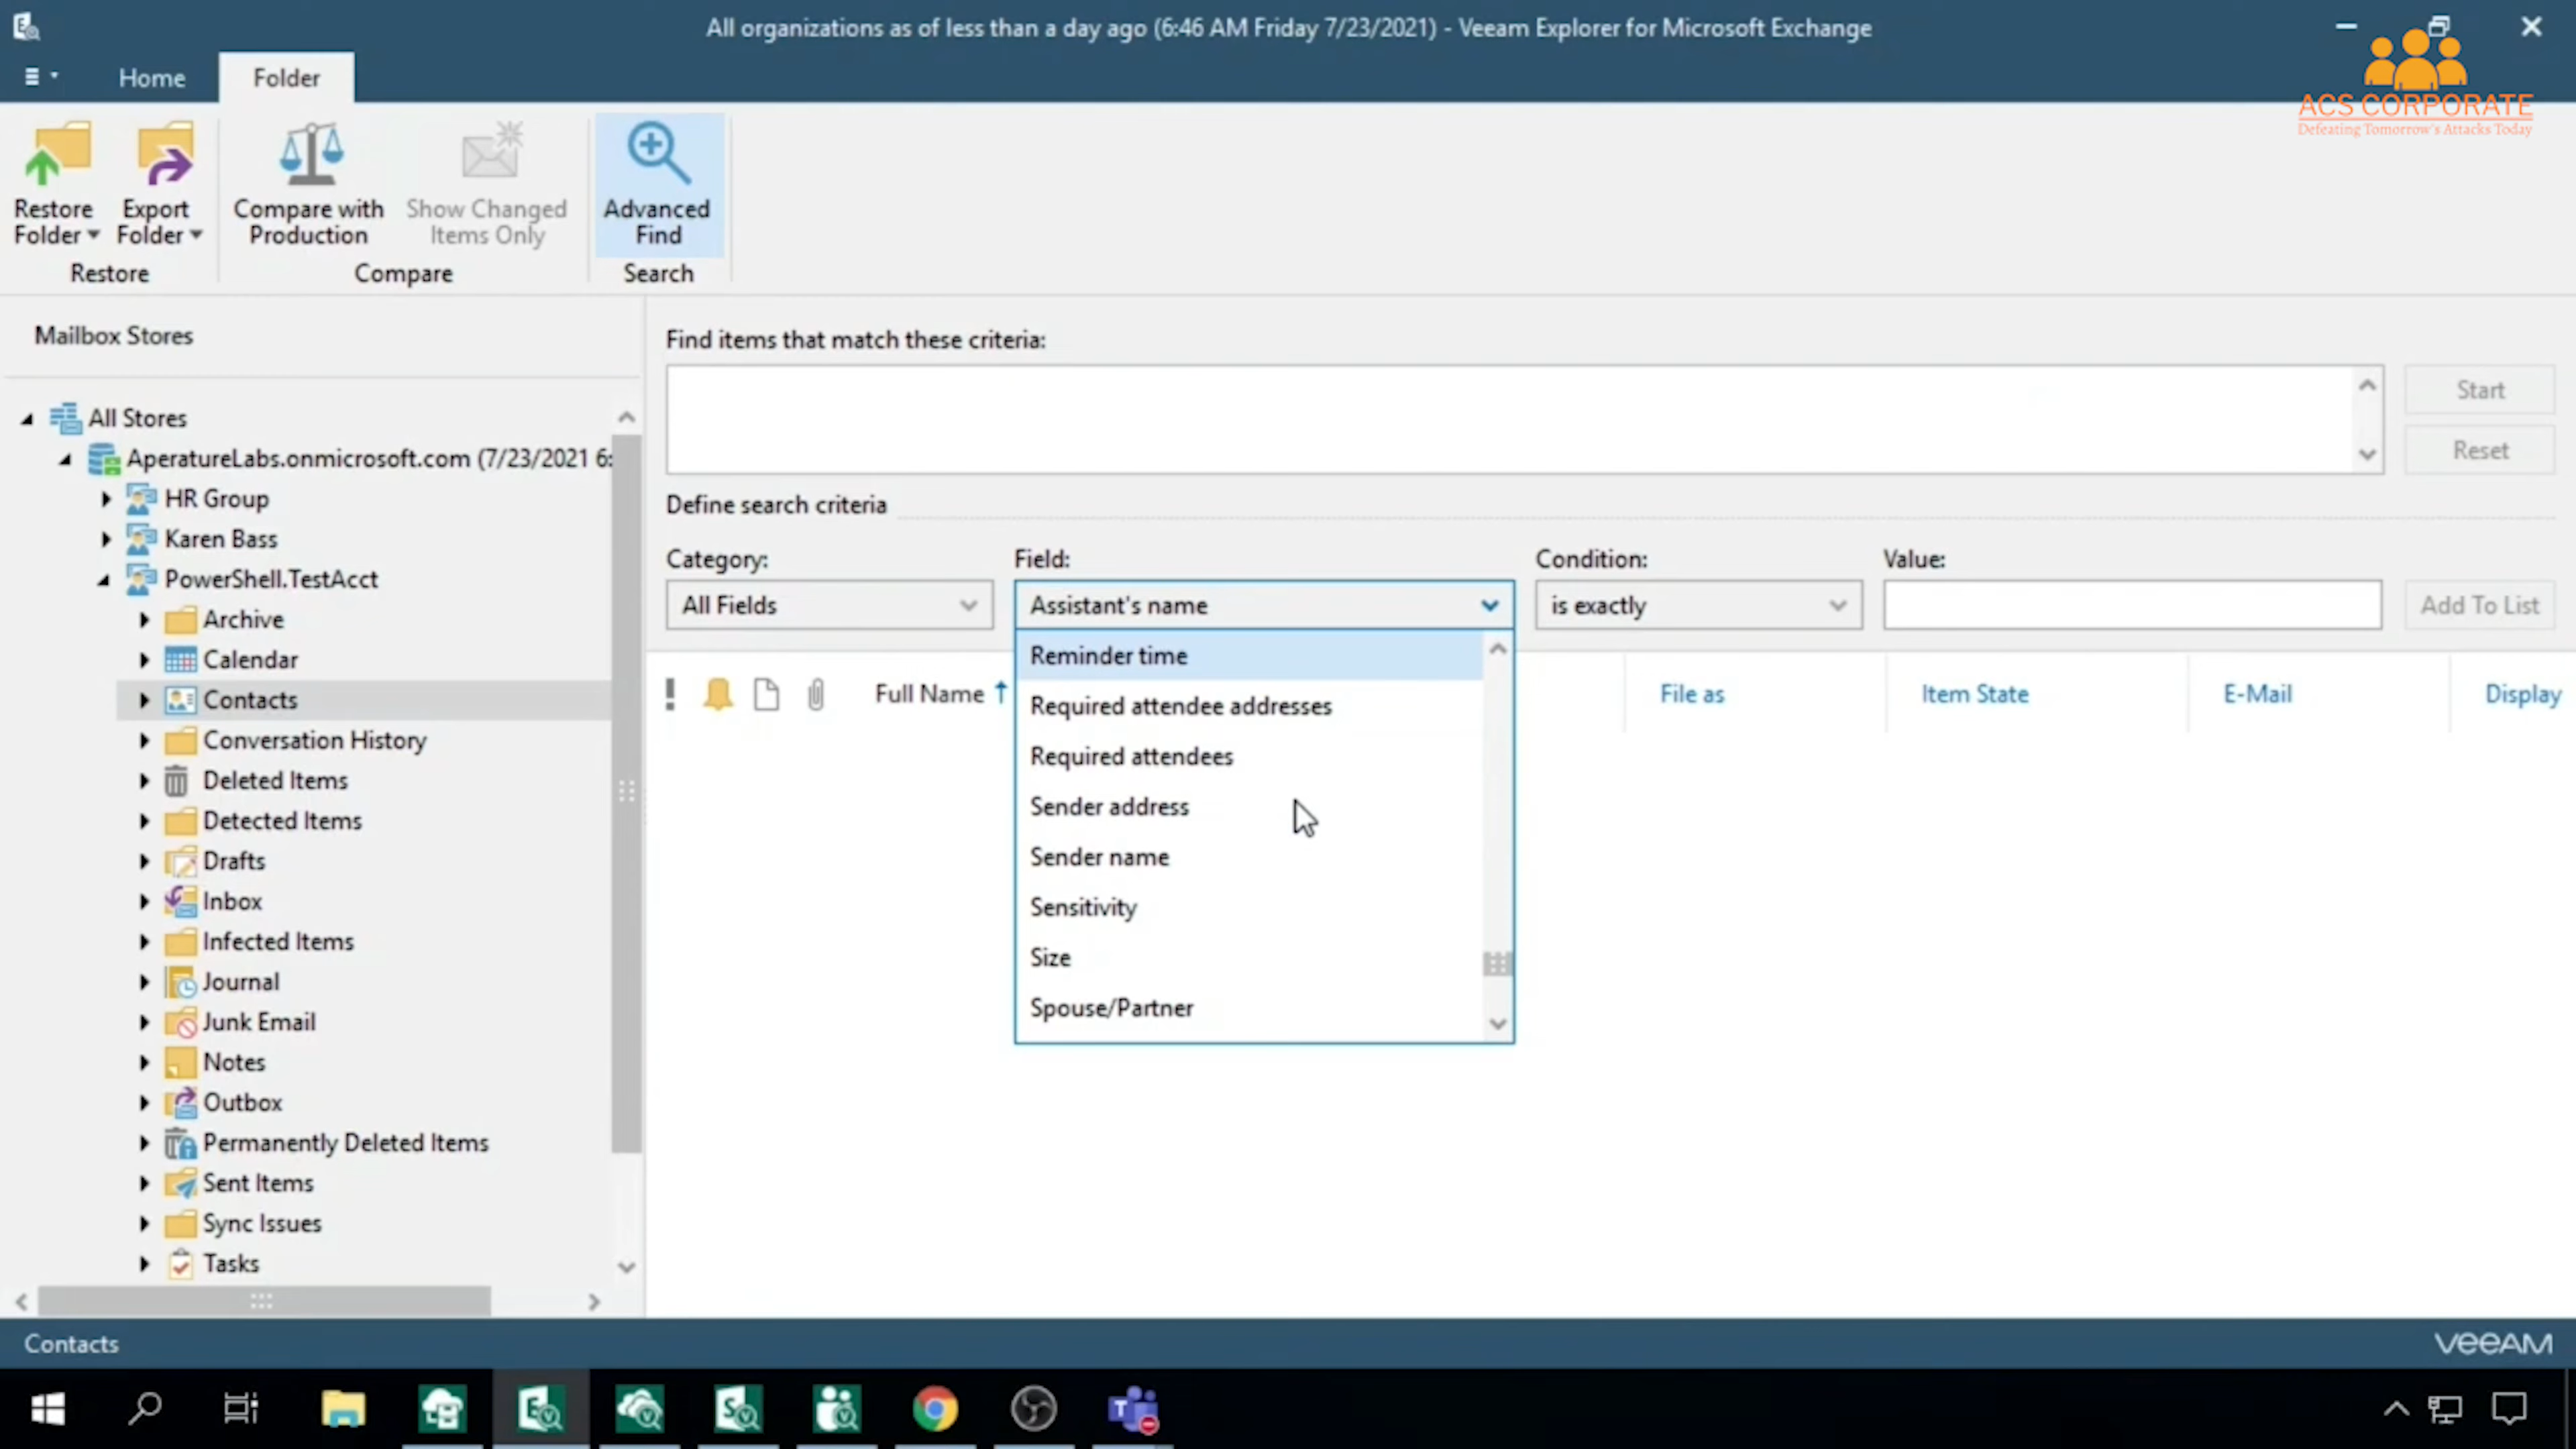 All organizations as of less than a day ago (6:46 AM Friday 7/23/2021) - Veeam Explorer for Microsoft Exchange
ACS CORPORATE
Defeating Tomorrow's Attacks Today
Home
Folder
Restore
Folder
Export
Folder
Compare with
Production
Show Changed
Items Only
Advanced
Find
Restore
Compare
Search
Mailbox Stores
All Stores
AperatureLabs.onmicrosoft.com (7/23/2021 6:
HR Group
Karen Bass
PowerShell.TestAcct
Archive
Calendar
Contacts
Conversation History
Deleted Items
Detected Items
Drafts
Inbox
Infected Items
Journal
Junk Email
Notes
Outbox
Permanently Deleted Items
Sent Items
Sync Issues
Tasks
Find items that match these criteria:
Start
Reset
Define search criteria
Category:
Field:
Condition:
Value:
All Fields
Assistant's name
is exactly
Add To List
Reminder time
Required attendee addresses
Required attendees
Sender address
Sender name
Sensitivity
Size
Spouse/Partner
Full Name
File as
Item State
E-Mail
Display
Contacts
VEEAM